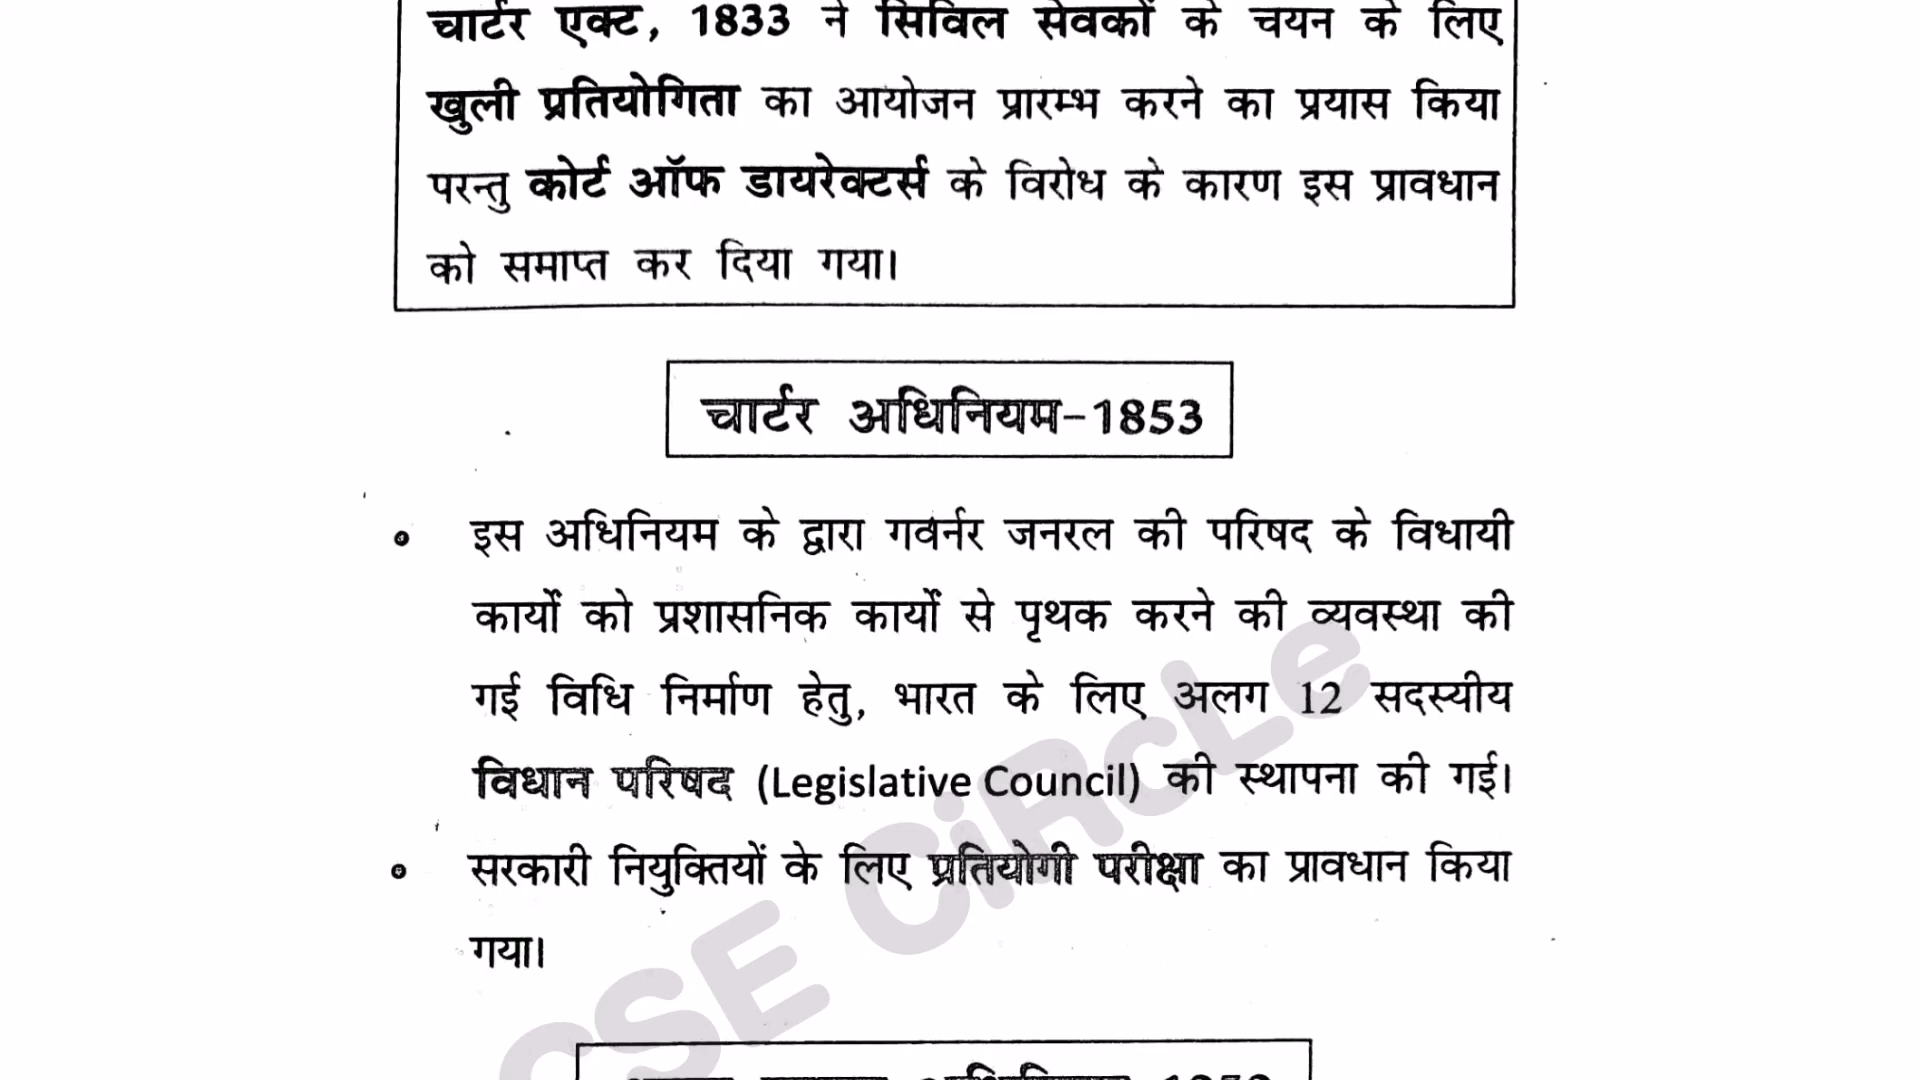 चार्टर एक्ट, 1833 ने सिविल सेवकों के चयन के लिए
खुली प्रतियोगिता का आयोजन प्रारम्भ करने का प्रयास किया
परन्तु कोर्ट ऑफ डायरेक्टर्स के विरोध के कारण इस प्रावधान
को समाप्त कर दिया गया।
चार्टर अधिनियम-1853
• इस अधिनियम के द्वारा गवर्नर जनरल की परिषद के विधायी
कार्यों को प्रशासनिक कार्यों से पृथक करने की व्यवस्था की
गई विधि निर्माण हेतु, भारत के लिए अलग 12 सदस्यीय
विधान परिषद (Legislative Council) की स्थापना की गई।
• सरकारी नियुक्तियों के लिए प्रतियोगी परीक्षा का प्रावधान किया
गया।
CSE CiRcLe